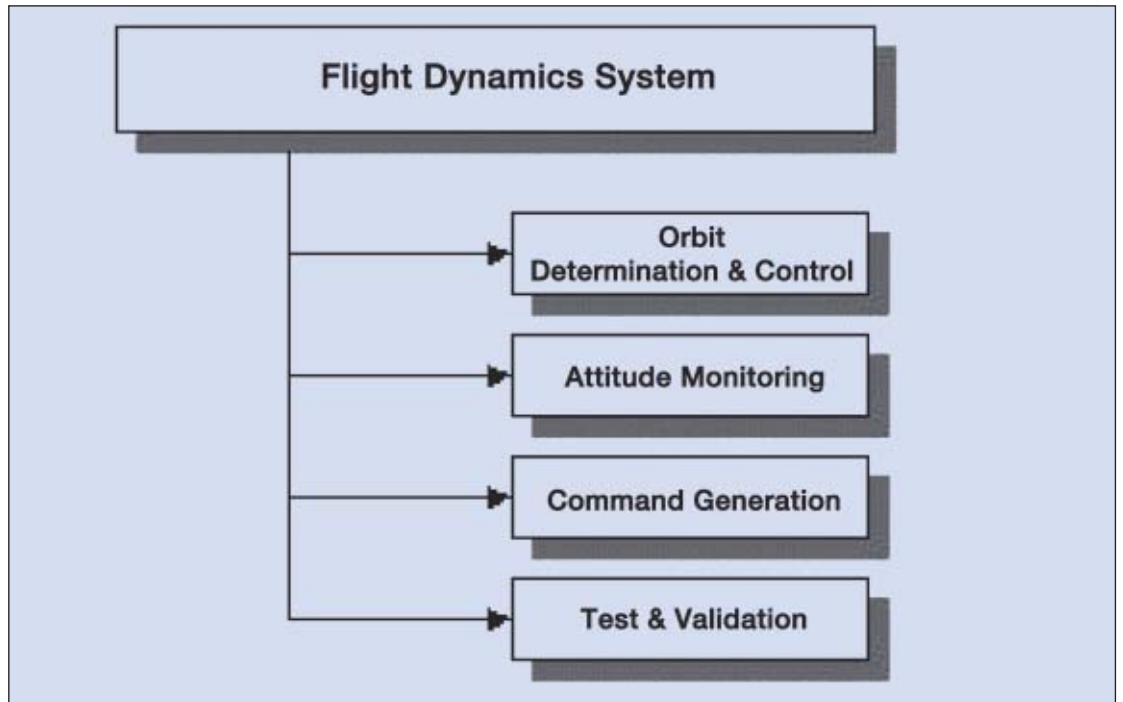 Flight Dynamics System
Orbit
Determination & Control
Attitude Monitoring
Command Generation
Test & Validation